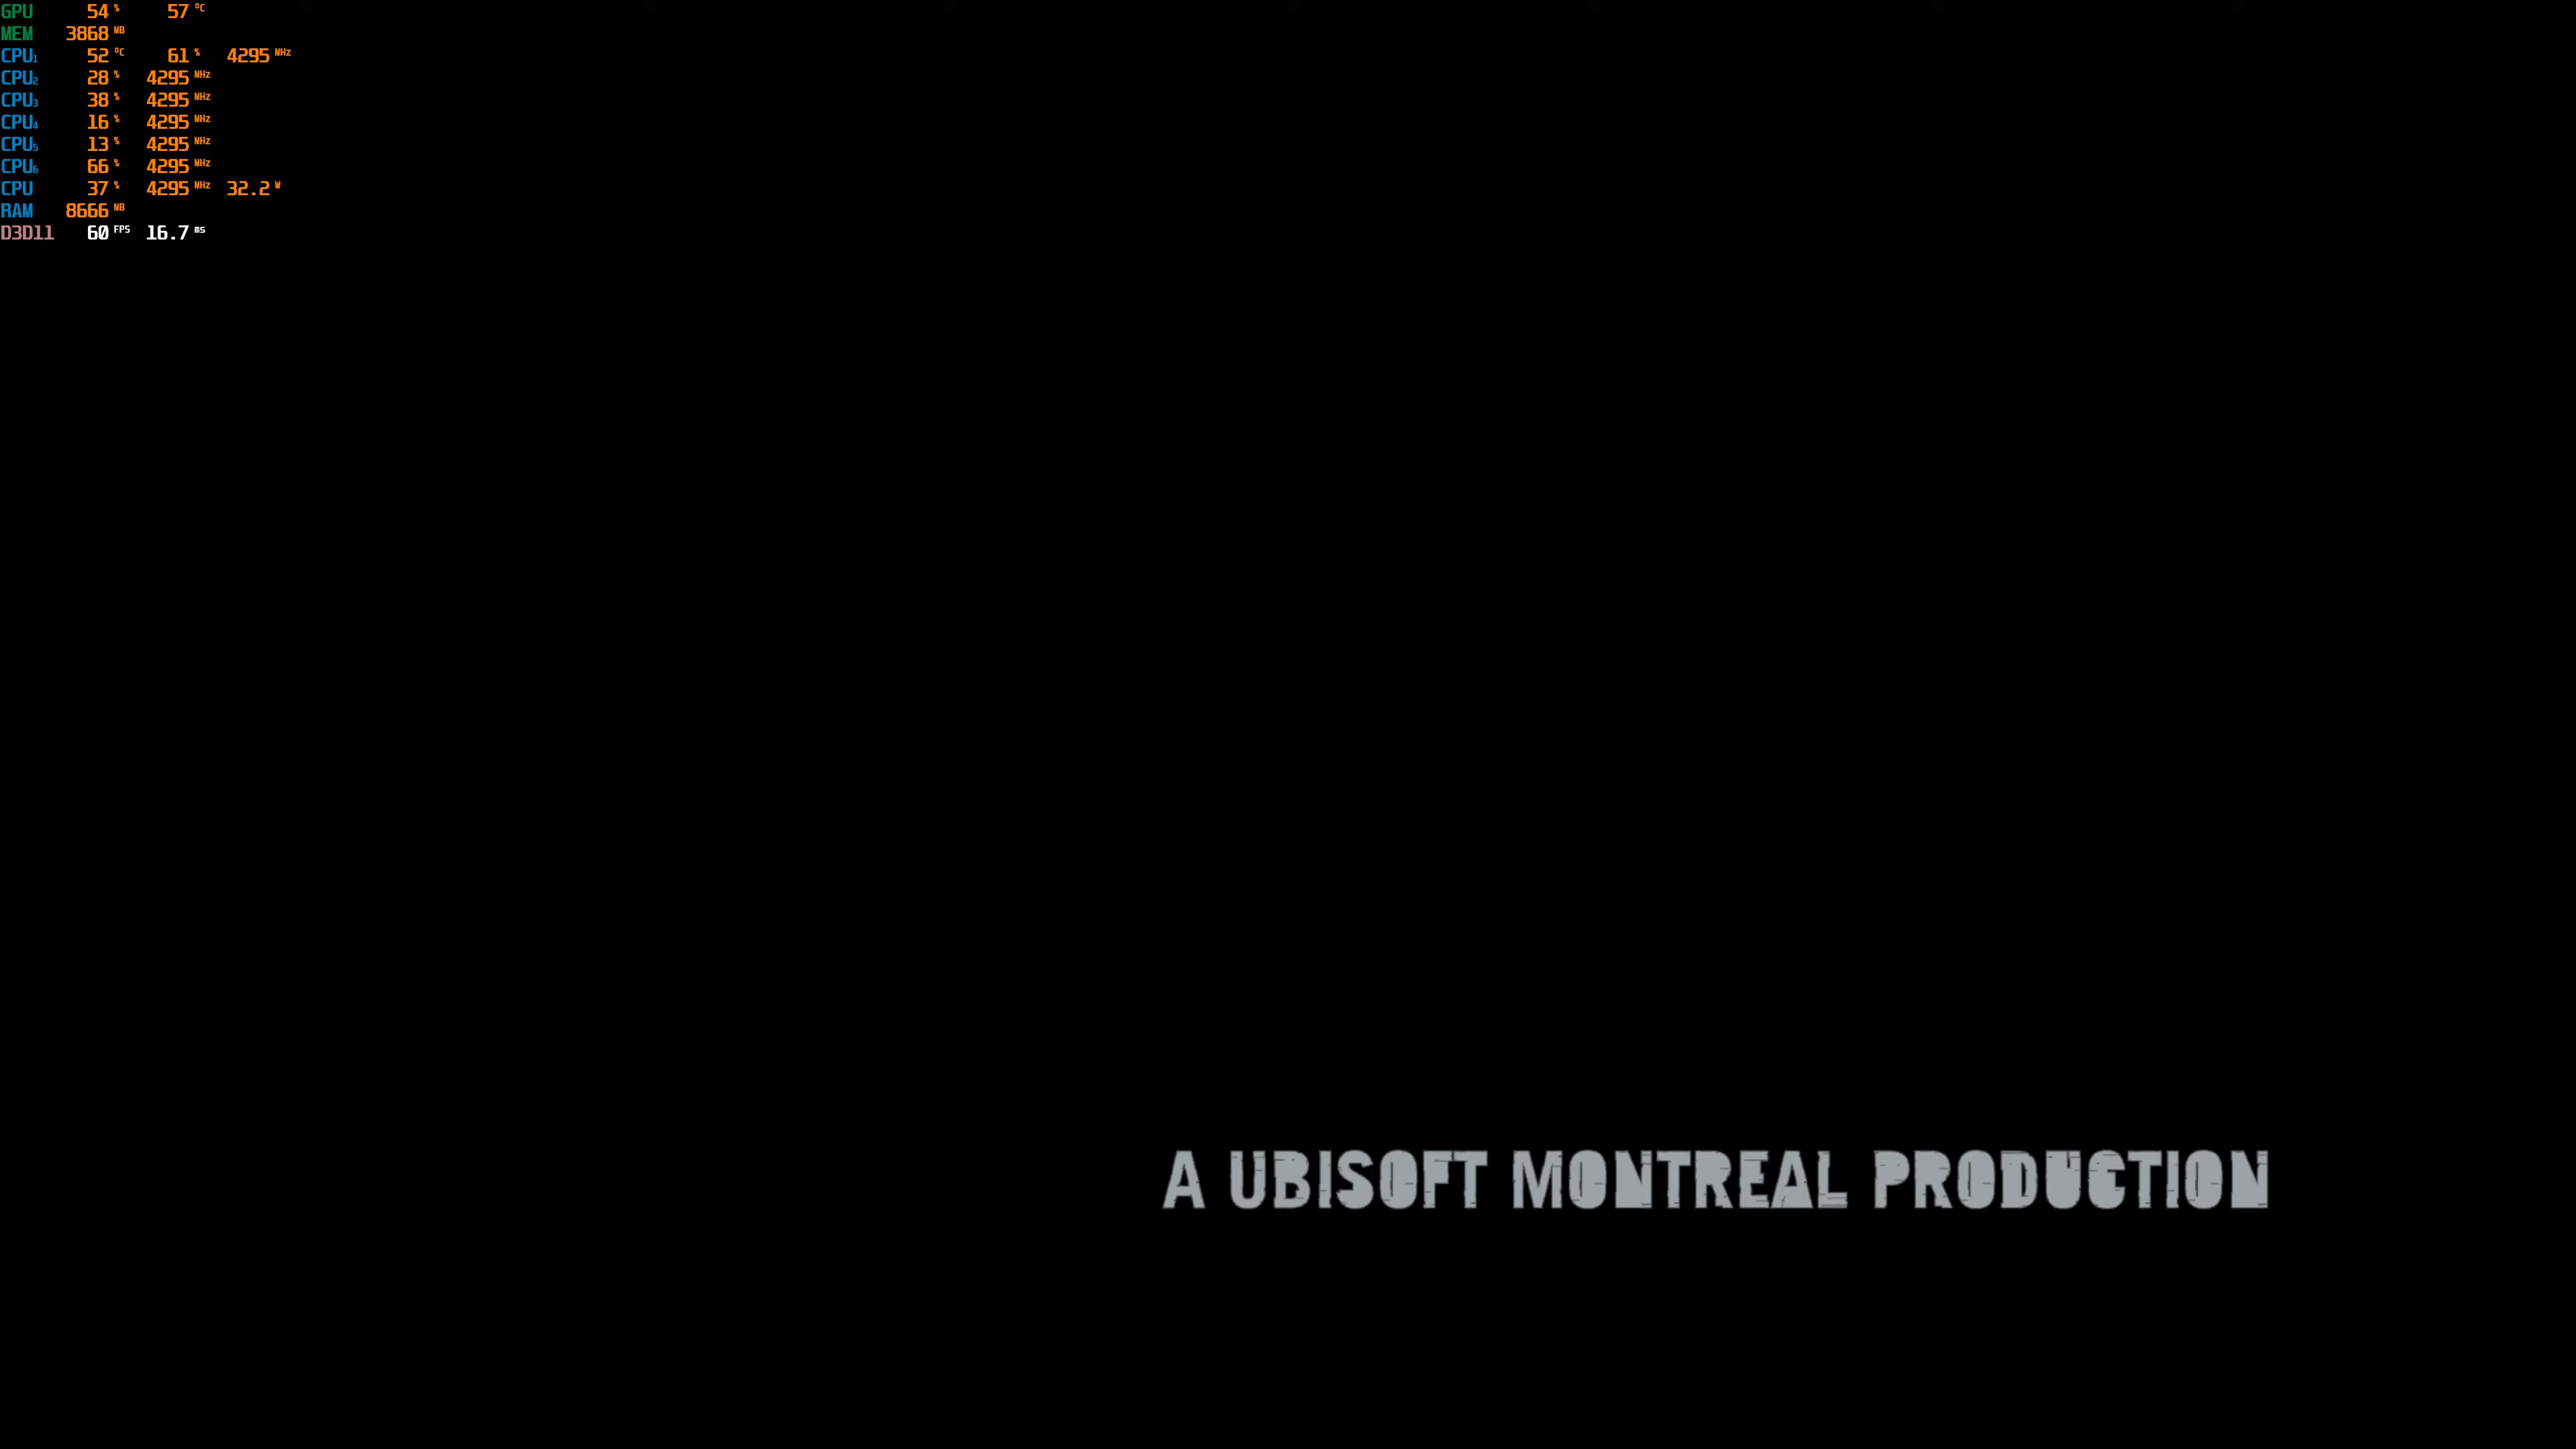 GPU 54 % 57 °C
MEM 3868 MB
CPU1 52 °C 61 % 4295 MHz
CPU2 28 % 4295 MHz
CPU3 38 % 4295 MHz
CPU4 16 % 4295 MHz
CPU5 13 % 4295 MHz
CPU6 66 % 4295 MHz
CPU 37 % 4295 MHz 32.2 W
RAM 8666 MB
D3D11 60 FPS 16.7 ms
A UBISOFT MONTREAL PRODUCTION